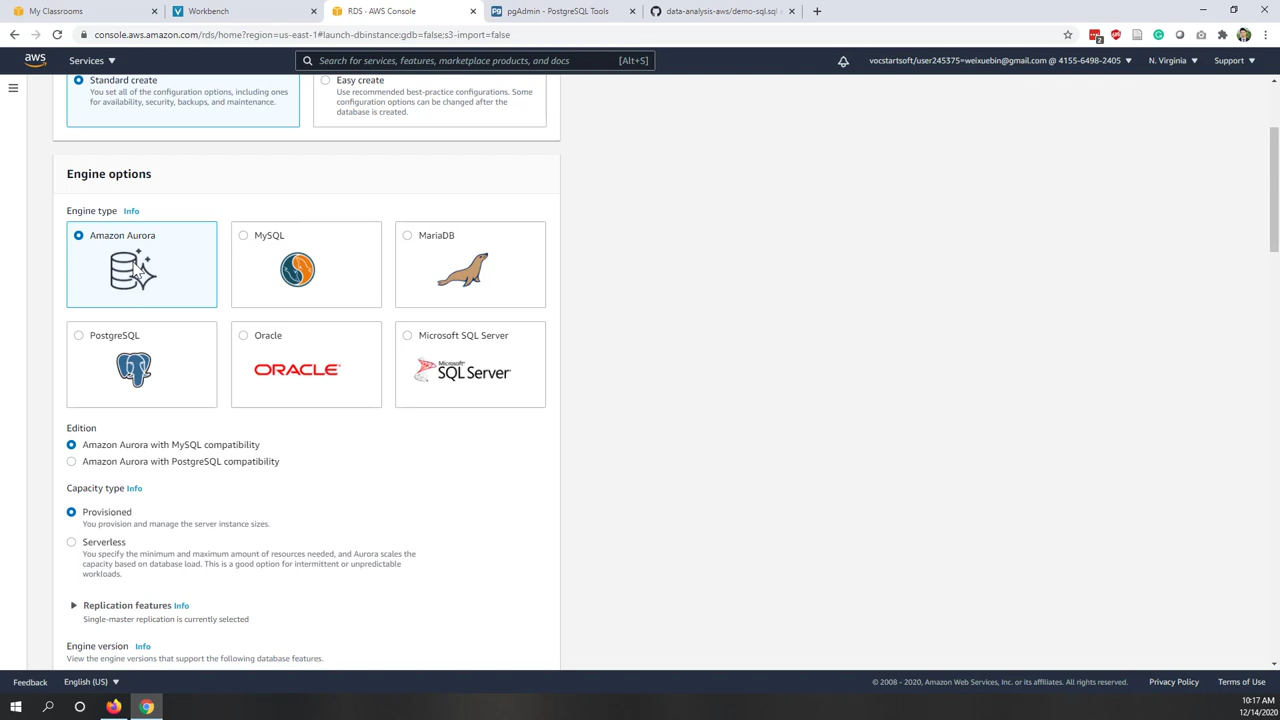 My Classrooms
Workbench
RDS · AWS Console
pgAdmin - PostgreSQL Tools
data-analysis-aws/demo-sql.sql
console.aws.amazon.com/rds/home?region=us-east-1#launch-dbinstance:gdb=false;s3-import=false
2
aws
Services
Search for services, features, marketplace products, and docs
[Alt+S]
vocstartsoft/user245375=weixuebin@gmail.com @ 4155-6498-2405
N. Virginia
Support
Standard create
You set all of the configuration options, including ones
for availability, security, backups, and maintenance.
Easy create
Use recommended best-practice configurations. Some
configuration options can be changed after the
database is created.
Engine options
Engine type Info
Amazon Aurora
MySQL
MariaDB
PostgreSQL
Oracle
ORACLE
Microsoft SQL Server
Microsoft
SQL Server
Edition
Amazon Aurora with MySQL compatibility
Amazon Aurora with PostgreSQL compatibility
Capacity type Info
Provisioned
You provision and manage the server instance sizes.
Serverless
You specify the minimum and maximum amount of resources needed, and Aurora scales the
capacity based on database load. This is a good option for intermittent or unpredictable
workloads.
Replication features Info
Single-master replication is currently selected
Engine version Info
View the engine versions that support the following database features.
Feedback
English (US)
© 2008 - 2020, Amazon Web Services, Inc. or its affiliates. All rights reserved.
Privacy Policy
Terms of Use
10:17 AM
12/14/2020